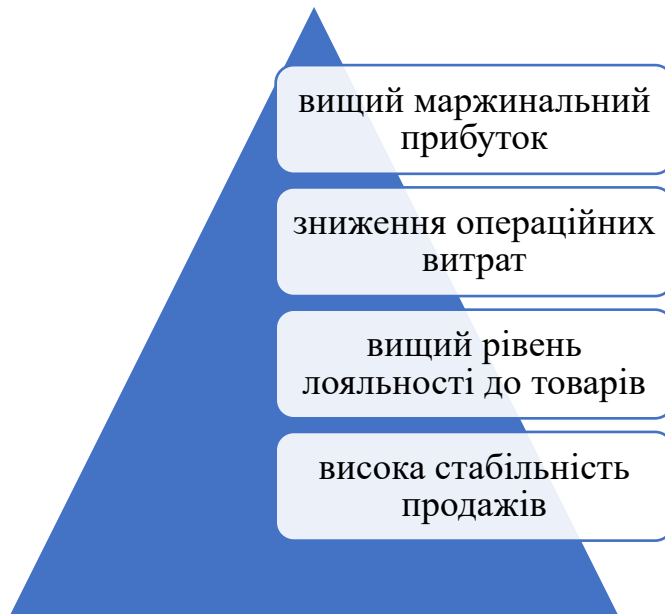 вищий маржинальний
прибуток
зниження операційних
витрат
вищий рівень
лояльності до товарів
висока стабільність
продажів